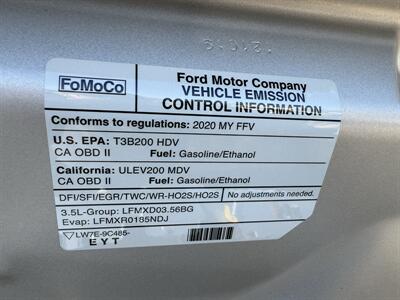 FoMoCo
Ford Motor Company
VEHICLE EMISSION
CONTROL INFORMATION
Conforms to regulations: 2020 MY FFV
U.S. EPA: T3B200 HDV
CA OBD II Fuel: Gasoline/Ethanol
California: ULEV200 MDV
CA OBD II Fuel: Gasoline/Ethanol
DFI/SFI/EGR/TWC/WR-HO2S/HO2S No adjustments needed.
3.5L-Group: LFMXD03.56BG
Evap: LFMXR0185NDJ
LW7E-9C485-
EYT